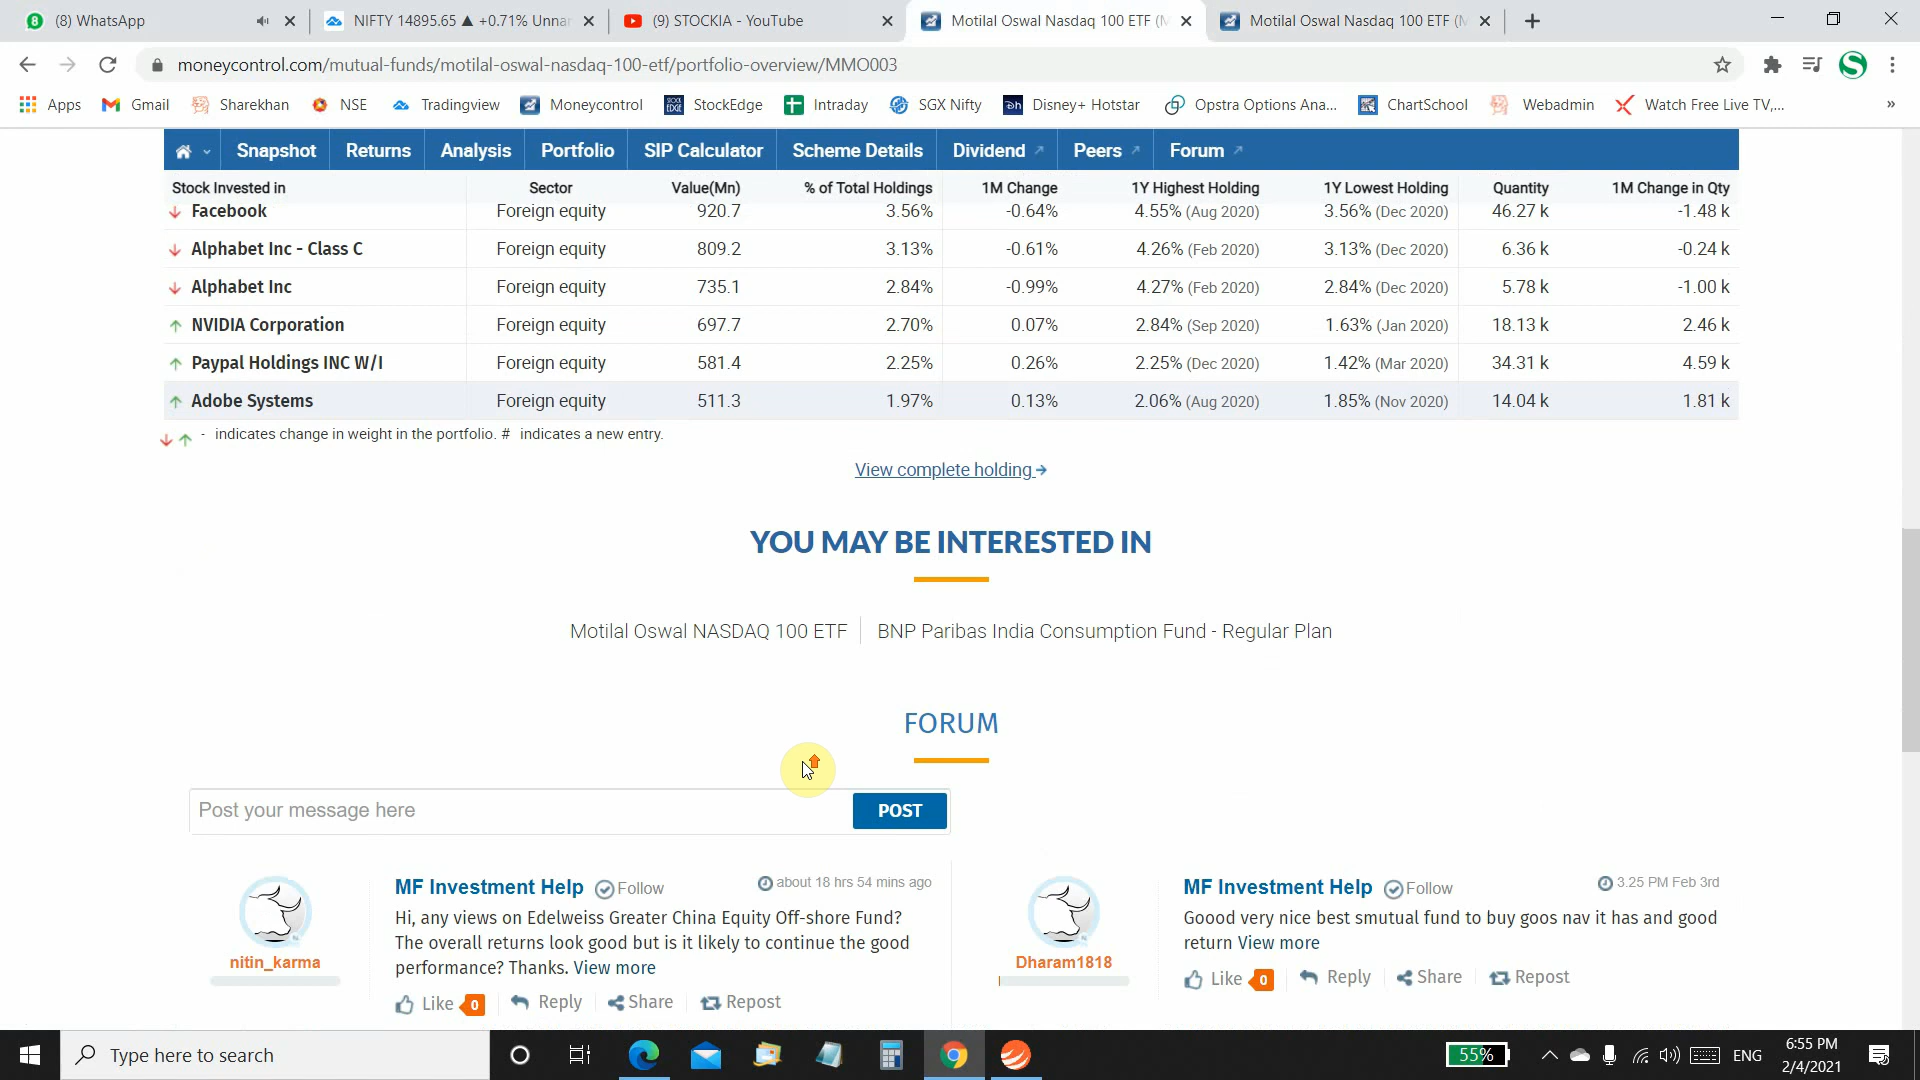 (8) WhatsApp
NIFTY 14895.65 ▲ +0.71% Unnar
(9) STOCKIA - YouTube
Motilal Oswal Nasdaq 100 ETF (M
Motilal Oswal Nasdaq 100 ETF (M
moneycontrol.com/mutual-funds/motilal-oswal-nasdaq-100-etf/portfolio-overview/MMO003
Apps Gmail Sharekhan NSE Tradingview Moneycontrol StockEdge Intraday SGX Nifty Disney+ Hotstar Opstra Options Ana... ChartSchool Webadmin Watch Free Live TV,... »
Snapshot Returns Analysis Portfolio SIP Calculator Scheme Details Dividend Peers Forum
Stock Invested in Sector Value(Mn) % of Total Holdings 1M Change 1Y Highest Holding 1Y Lowest Holding Quantity 1M Change in Qty
Facebook Foreign equity 920.7 3.56% -0.64% 4.55% (Aug 2020) 3.56% (Dec 2020) 46.27 k -1.48 k
Alphabet Inc - Class C Foreign equity 809.2 3.13% -0.61% 4.26% (Feb 2020) 3.13% (Dec 2020) 6.36 k -0.24 k
Alphabet Inc Foreign equity 735.1 2.84% -0.99% 4.27% (Feb 2020) 2.84% (Dec 2020) 5.78 k -1.00 k
NVIDIA Corporation Foreign equity 697.7 2.70% 0.07% 2.84% (Sep 2020) 1.63% (Jan 2020) 18.13 k 2.46 k
Paypal Holdings INC W/I Foreign equity 581.4 2.25% 0.26% 2.25% (Dec 2020) 1.42% (Mar 2020) 34.31 k 4.59 k
Adobe Systems Foreign equity 511.3 1.97% 0.13% 2.06% (Aug 2020) 1.85% (Nov 2020) 14.04 k 1.81 k
- indicates change in weight in the portfolio. # indicates a new entry.
View complete holding
YOU MAY BE INTERESTED IN
Motilal Oswal NASDAQ 100 ETF BNP Paribas India Consumption Fund - Regular Plan
FORUM
Post your message here POST
MF Investment Help Follow about 18 hrs 54 mins ago
Hi, any views on Edelweiss Greater China Equity Off-shore Fund?
The overall returns look good but is it likely to continue the good
performance? Thanks. View more
nitin_karma
Like 0 Reply Share Repost
MF Investment Help Follow 3.25 PM Feb 3rd
Goood very nice best smutual fund to buy goos nav it has and good
return View more
Dharam1818
Like 0 Reply Share Repost
Type here to search
55%
ENG
6:55 PM
2/4/2021